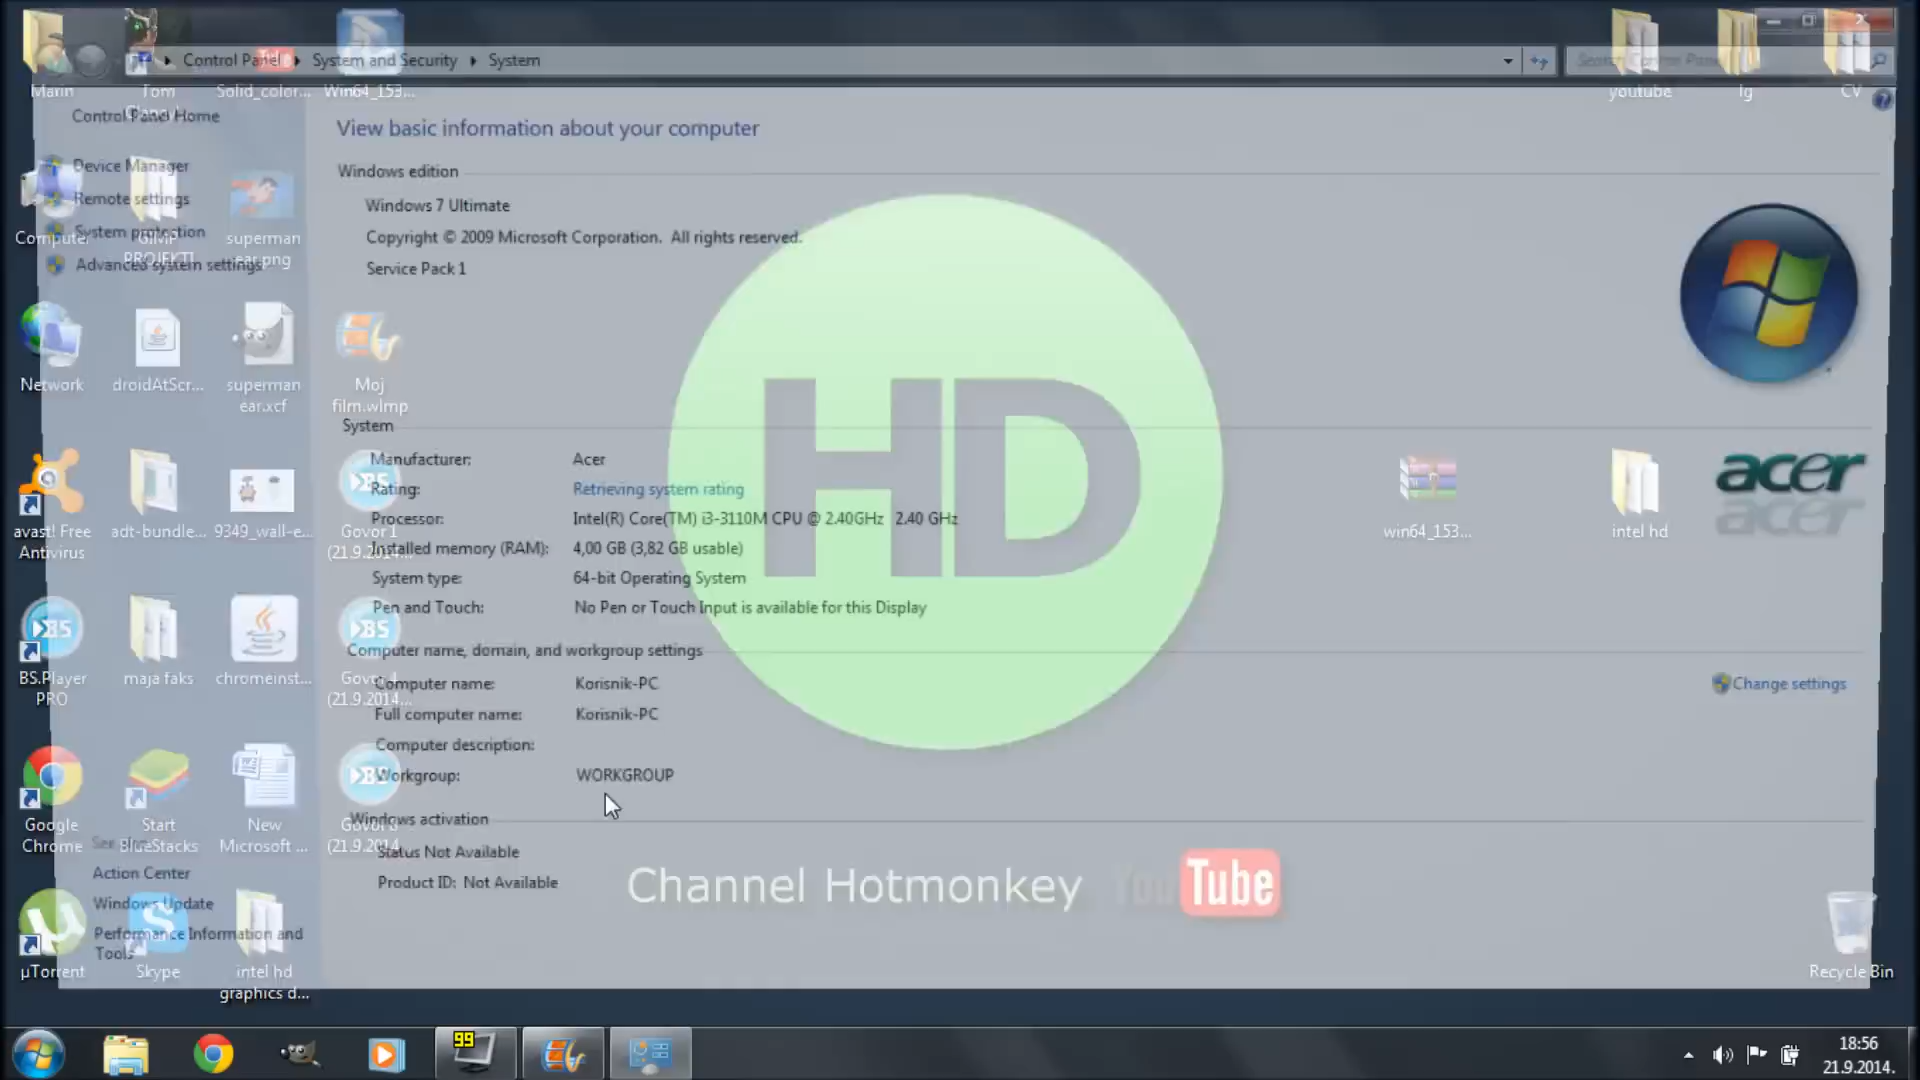 Control Panel ▸ System and Security ▸ System
Search Control Panel
Marin
Tom
Solid_color...
Win64_153...
youtube
lg
CV
Control Panel Home
Device Manager
Remote settings
System protection
Advanced system settings
View basic information about your computer
Windows edition
Windows 7 Ultimate
Copyright © 2009 Microsoft Corporation. All rights reserved.
Service Pack 1
Computer
GIMP
PROJEKTI
superman
ear.png
Network
droidAtScr...
superman
ear.xcf
Moj
film.wlmp
System
Manufacturer: Acer
Rating: Retrieving system rating
Processor: Intel(R) Core(TM) i3-3110M CPU @ 2.40GHz 2.40 GHz
Installed memory (RAM): 4,00 GB (3,82 GB usable)
System type: 64-bit Operating System
Pen and Touch: No Pen or Touch Input is available for this Display
HD
acer
avast! Free
Antivirus
adt-bundle...
9349_wall-e...
Govor 1
(21.9.2014...
win64_153...
intel hd
Computer name, domain, and workgroup settings
Computer name: Korisnik-PC
Full computer name: Korisnik-PC
Computer description:
Workgroup: WORKGROUP
Change settings
BS.Player
PRO
maja faks
chromeinst...
(21.9.2014...
Windows activation
Status Not Available
Product ID: Not Available
Google
Chrome
Start
BlueStacks
New
Microsoft ...
(21.9.2014...
Action Center
Windows Update
Performance Information and
Tools
Channel Hotmonkey YouTube
µTorrent
Skype
intel hd
graphics d...
Recycle Bin
99
18:56
21.9.2014.